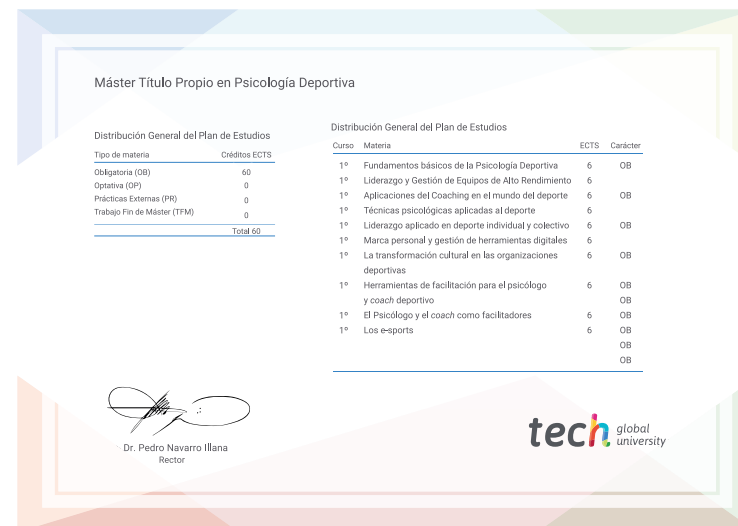 Máster Título Propio en Psicología Deportiva
Distribución General del Plan de Estudios
Tipo de materia Créditos ECTS
Obligatoria (OB) 60
Optativa (OP) 0
Prácticas Externas (PR) 0
Trabajo Fin de Máster (TFM) 0
Total 60
Distribución General del Plan de Estudios
Curso Materia ECTS Carácter
1º Fundamentos básicos de la Psicología Deportiva 6 OB
1º Liderazgo y Gestión de Equipos de Alto Rendimiento 6
1º Aplicaciones del Coaching en el mundo del deporte 6 OB
1º Técnicas psicológicas aplicadas al deporte 6
1º Liderazgo aplicado en deporte individual y colectivo 6 OB
1º Marca personal y gestión de herramientas digitales 6
1º La transformación cultural en las organizaciones 6 OB
deportivas
1º Herramientas de facilitación para el psicólogo 6 OB
y coach deportivo OB
1º El Psicólogo y el coach como facilitadores 6 OB
1º Los e-sports 6 OB
OB
OB
Dr. Pedro Navarro Illana
Rector
tech global
university